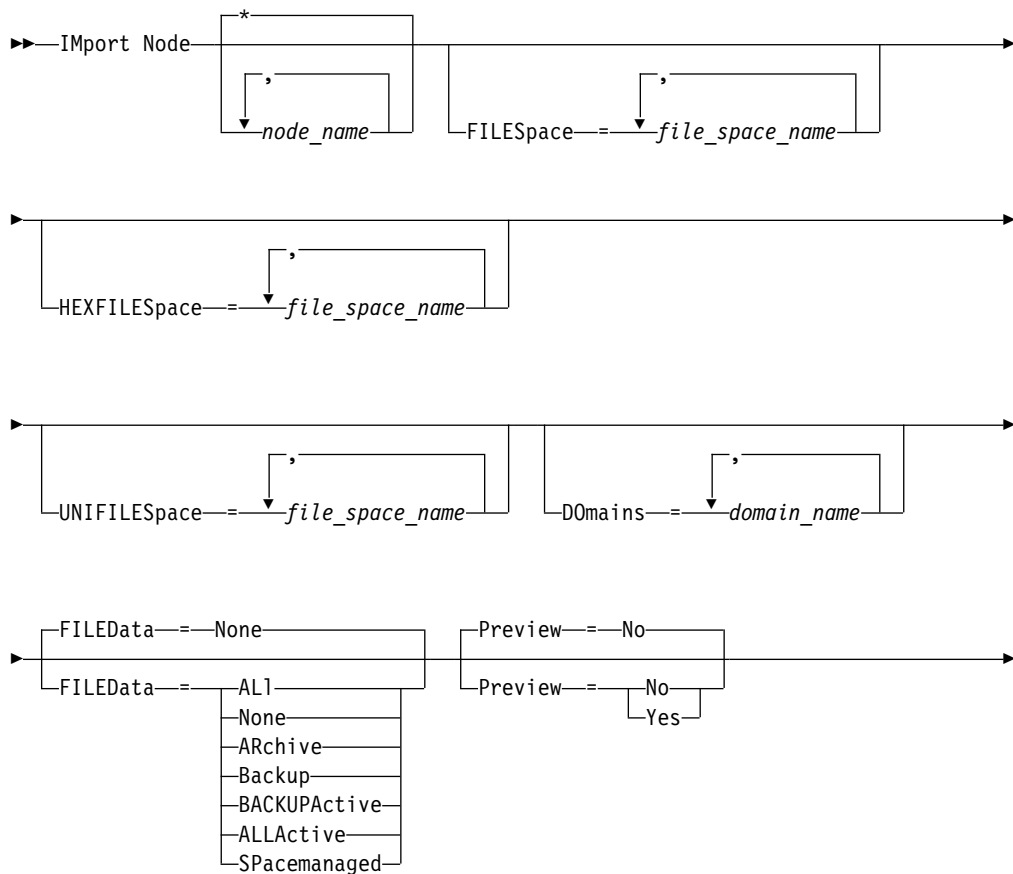 *
IMport Node
, ,
node_name FILESpace = file_space_name
,
HEXFILESpace = file_space_name
, ,
UNIFILESpace = file_space_name DOmains = domain_name
FILEData = None Preview = No
FILEData = ALl Preview = No
None Yes
ARchive
Backup
BACKUPActive
ALLActive
SPacemanaged